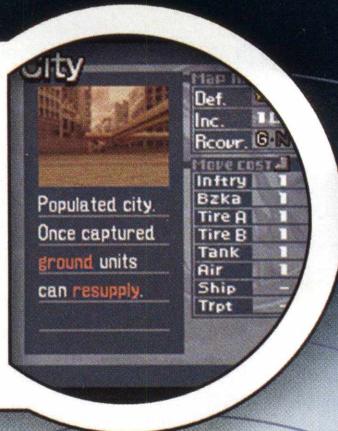 City
Populated city.
Once captured
ground units
can resupply.
Map
Def.
Inc.
Rcovr. G·N
Move cost
Inftry 1
Bzka 1
Tire A 1
Tire B 1
Tank 1
Air 1
Ship -
Trpt -